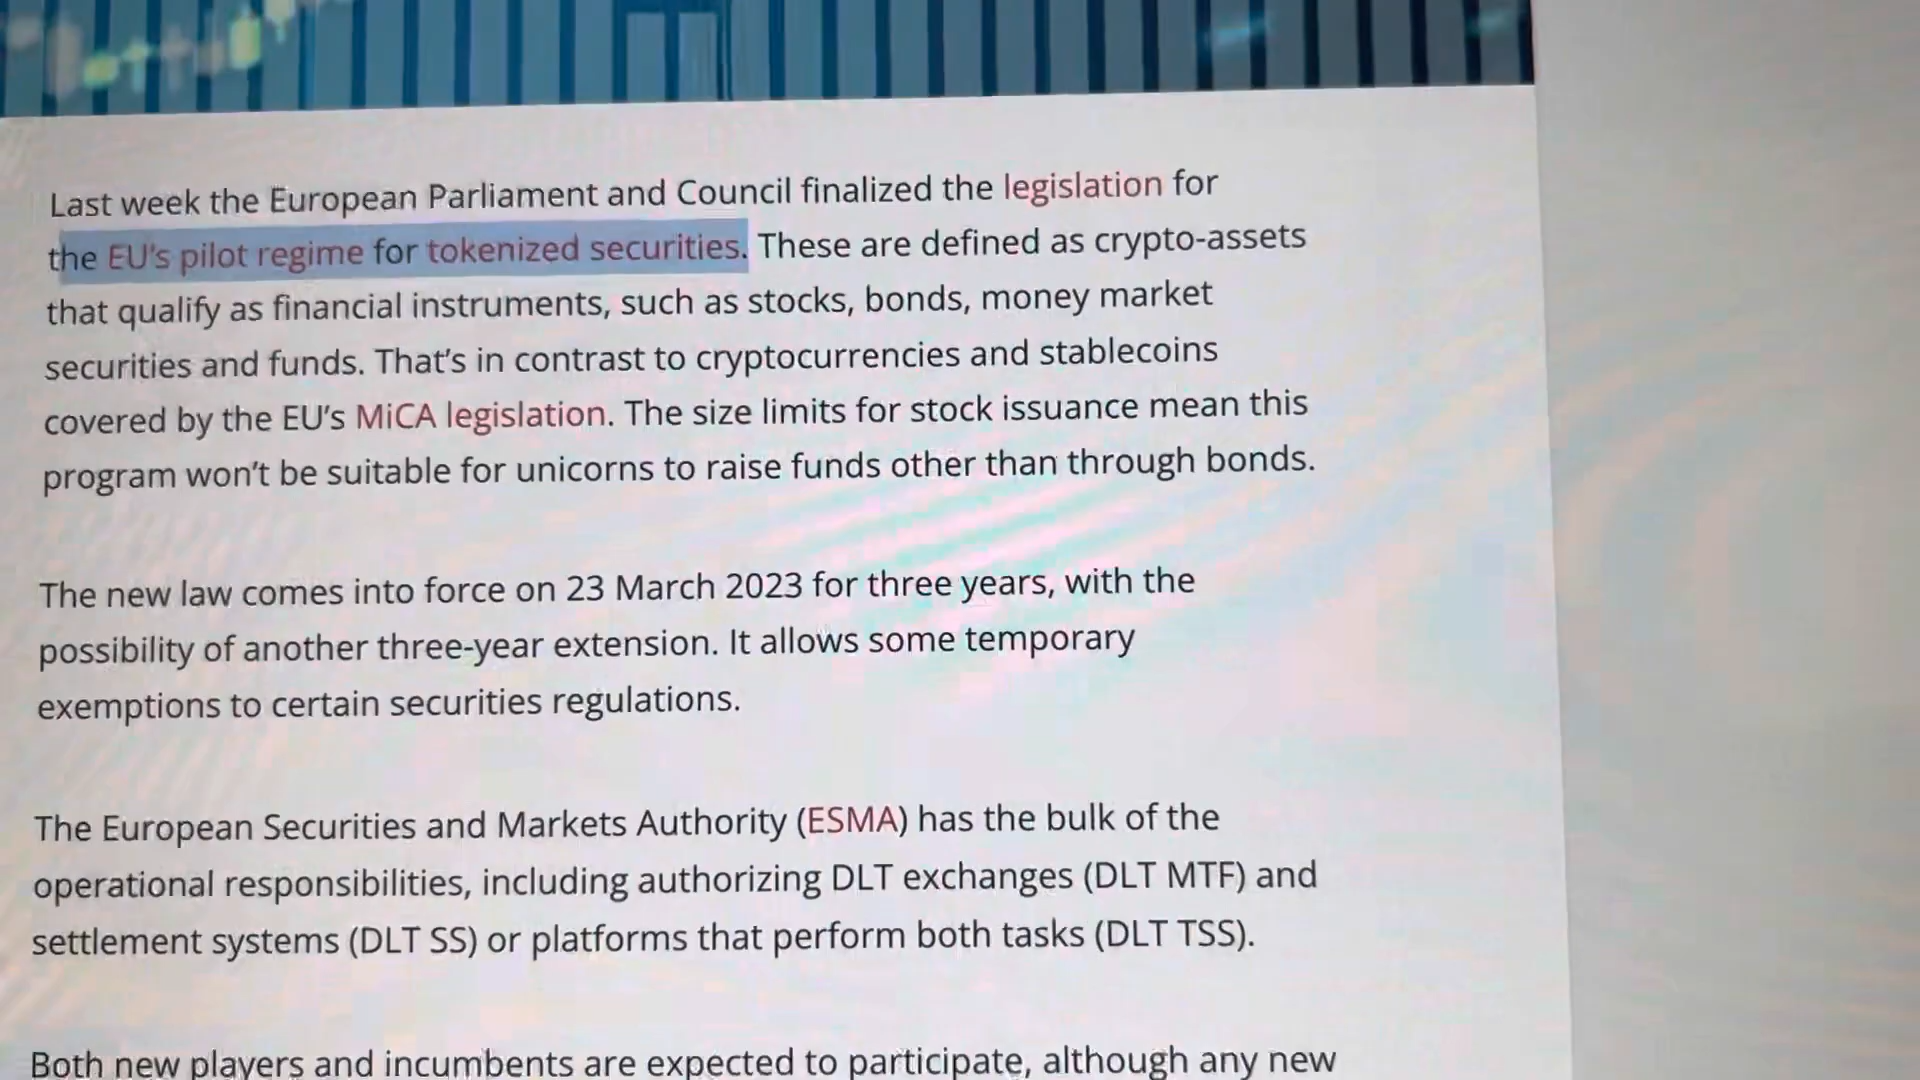 Last week the European Parliament and Council finalized the legislation for
the EU's pilot regime for tokenized securities. These are defined as crypto-assets
that qualify as financial instruments, such as stocks, bonds, money market
securities and funds. That's in contrast to cryptocurrencies and stablecoins
covered by the EU's MiCA legislation. The size limits for stock issuance mean this
program won't be suitable for unicorns to raise funds other than through bonds.
The new law comes into force on 23 March 2023 for three years, with the
possibility of another three-year extension. It allows some temporary
exemptions to certain securities regulations.
The European Securities and Markets Authority (ESMA) has the bulk of the
operational responsibilities, including authorizing DLT exchanges (DLT MTF) and
settlement systems (DLT SS) or platforms that perform both tasks (DLT TSS).
Both new players and incumbents are expected to participate, although any new